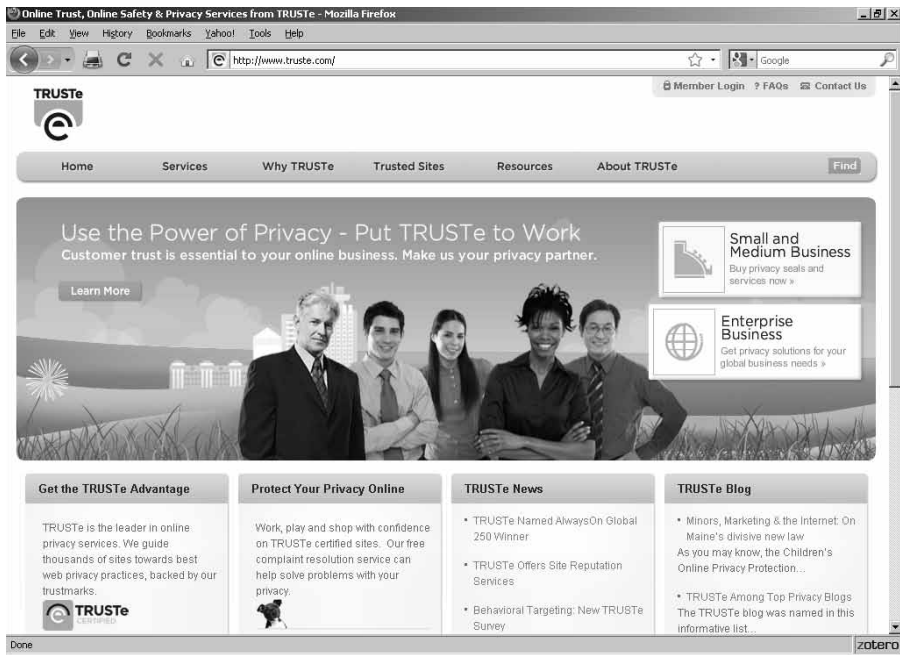 Online Trust, Online Safety & Privacy Services from TRUSTe - Mozilla Firefox
File Edit View History Bookmarks Yahoo! Tools Help
http://www.truste.com/
Google
Member Login ? FAQs Contact Us
TRUSTe
e
Home Services Why TRUSTe Trusted Sites Resources About TRUSTe Find
Use the Power of Privacy - Put TRUSTe to Work
Customer trust is essential to your online business. Make us your privacy partner.
Learn More
Small and
Medium Business
Buy privacy seals and
services now »
Enterprise
Business
Get privacy solutions for your
global business needs »
Get the TRUSTe Advantage
TRUSTe is the leader in online
privacy services. We guide
thousands of sites towards best
web privacy practices, backed by our
trustmarks.
TRUSTe
CERTIFIED
Protect Your Privacy Online
Work, play and shop with confidence
on TRUSTe certified sites. Our free
complaint resolution service can
help solve problems with your
privacy.
TRUSTe News
• TRUSTe Named AlwaysOn Global
250 Winner
• TRUSTe Offers Site Reputation
Services
• Behavioral Targeting: New TRUSTe
Survey
TRUSTe Blog
• Minors, Marketing & the Internet: On
Maine's divisive new law
As you may know, the Children's
Online Privacy Protection...
• TRUSTe Among Top Privacy Blogs
The TRUSTe blog was named in this
informative list...
Done
zotero